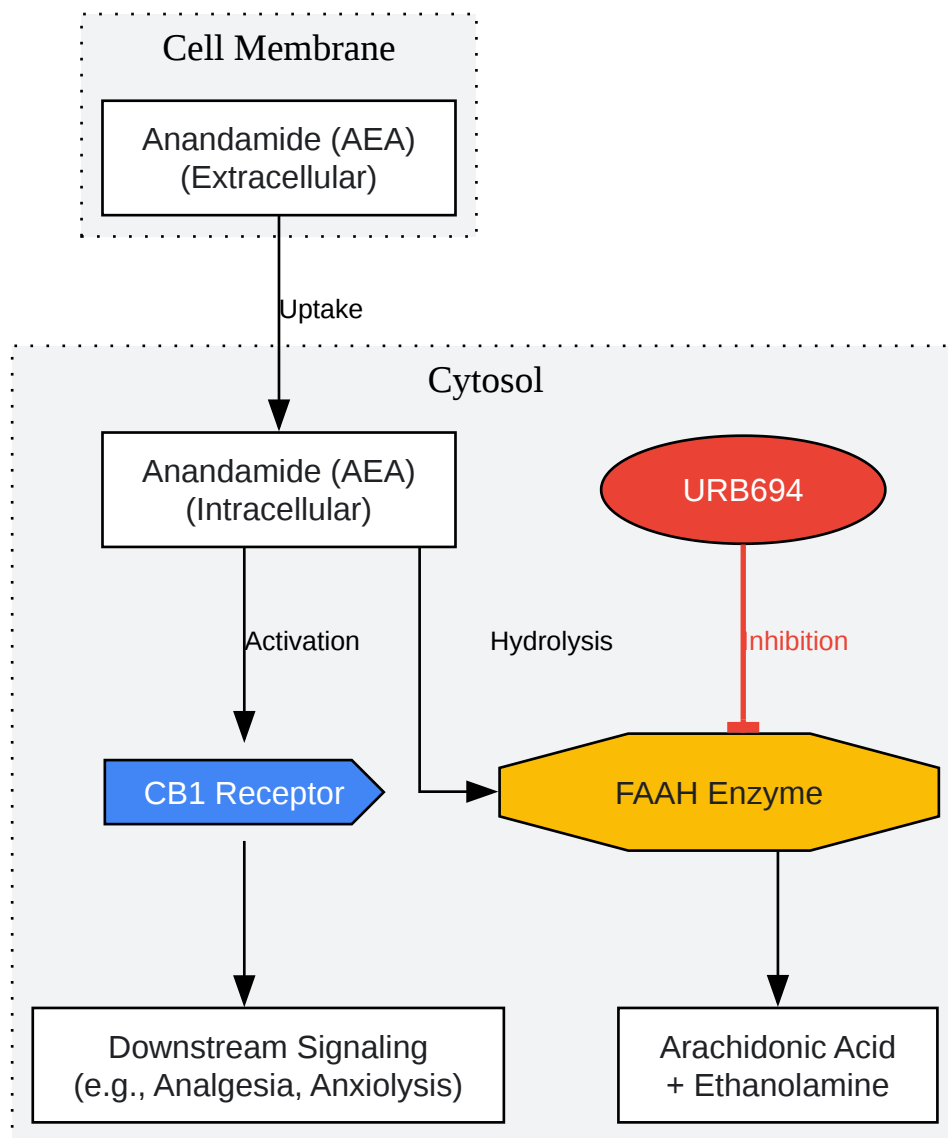 Cell Membrane
Anandamide (AEA)
(Extracellular)
Uptake
Cytosol
Anandamide (AEA)
(Intracellular)
URB694
Activation
Hydrolysis
Inhibition
CB1 Receptor
FAAH Enzyme
Downstream Signaling
(e.g., Analgesia, Anxiolysis)
Arachidonic Acid
+ Ethanolamine